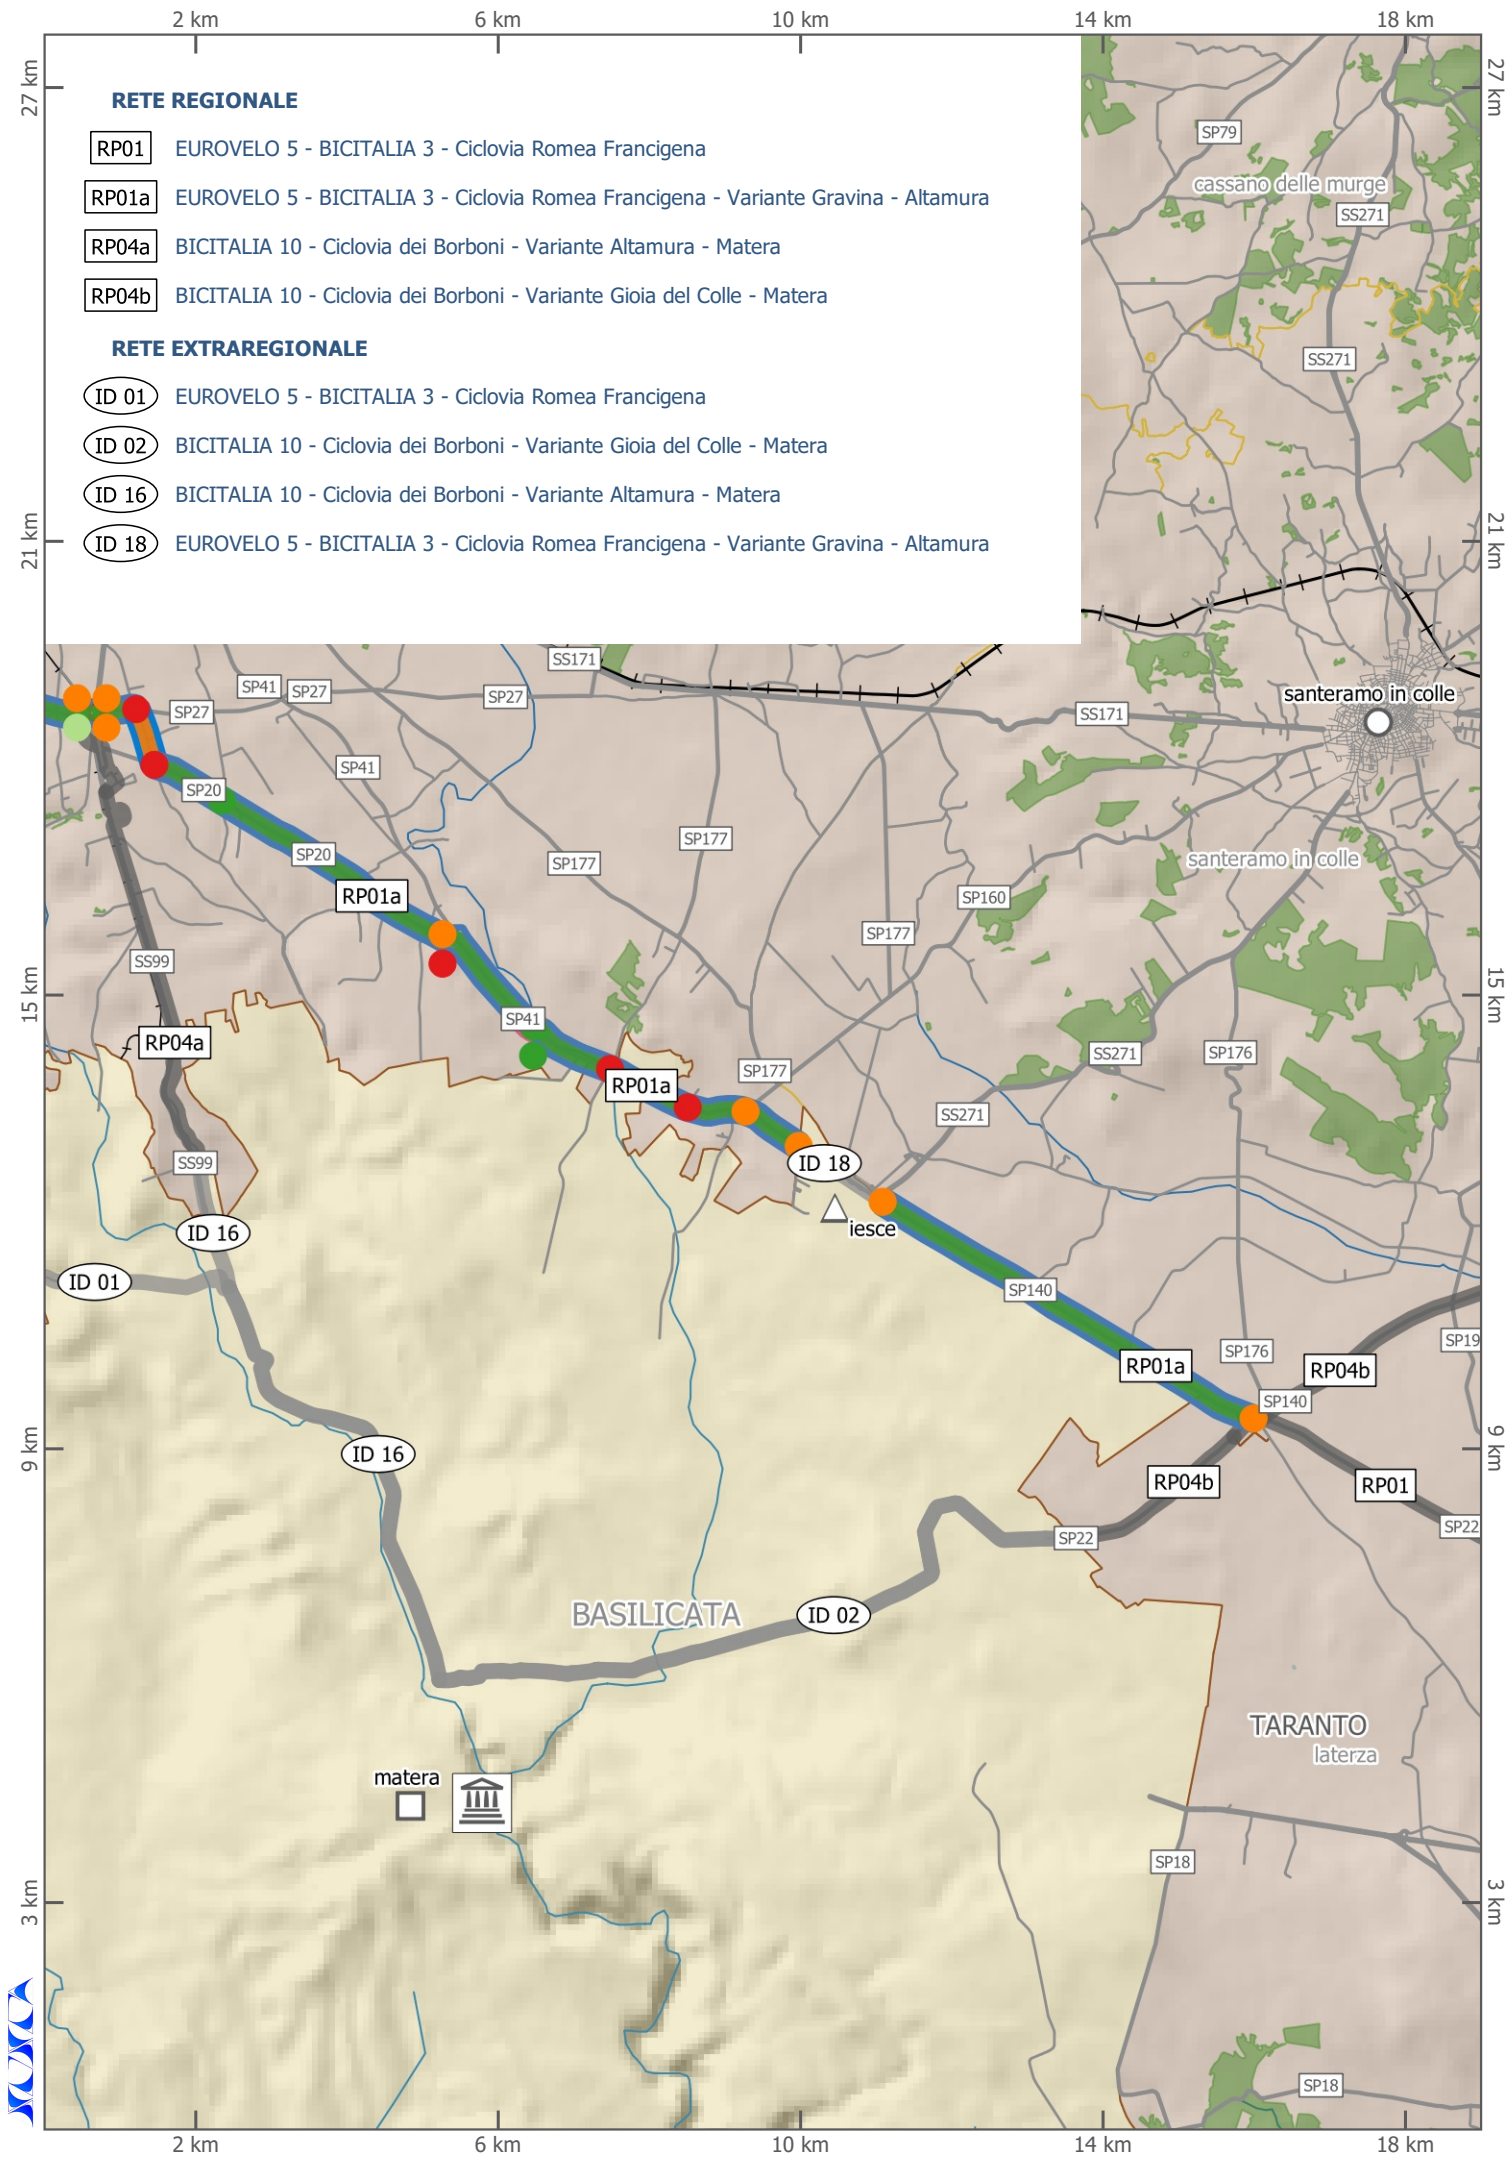 2 km 6 km 10 km 14 km 18 km
27 km
27 km
RETE REGIONALE
RP01 EUROVELO 5 - BICITALIA 3 - Ciclovia Romea Francigena
RP01a EUROVELO 5 - BICITALIA 3 - Ciclovia Romea Francigena - Variante Gravina - Altamura
RP04a BICITALIA 10 - Ciclovia dei Borboni - Variante Altamura - Matera
RP04b BICITALIA 10 - Ciclovia dei Borboni - Variante Gioia del Colle - Matera
RETE EXTRAREGIONALE
ID 01 EUROVELO 5 - BICITALIA 3 - Ciclovia Romea Francigena
ID 02 BICITALIA 10 - Ciclovia dei Borboni - Variante Gioia del Colle - Matera
ID 16 BICITALIA 10 - Ciclovia dei Borboni - Variante Altamura - Matera
ID 18 EUROVELO 5 - BICITALIA 3 - Ciclovia Romea Francigena - Variante Gravina - Altamura
SP79
cassano delle murge
SS271
SS271
21 km
21 km
SS171
SP41
SP27
SP27
SP27
SS171
santeramo in colle
SP41
SP20
SP177
SP20
SP177
santeramo in colle
RP01a
SP160
SP177
SS99
15 km
15 km
SP41
RP04a
SS271
SP176
SP177
RP01a
SS271
SS99
ID 18
iesce
ID 16
ID 01
SP140
SP19
SP176
RP01a
RP04b
SP140
9 km
9 km
ID 16
RP04b
RP01
SP22
SP22
BASILICATA
ID 02
TARANTO
laterza
matera
SP18
3 km
3 km
SP18
2 km 6 km 10 km 14 km 18 km